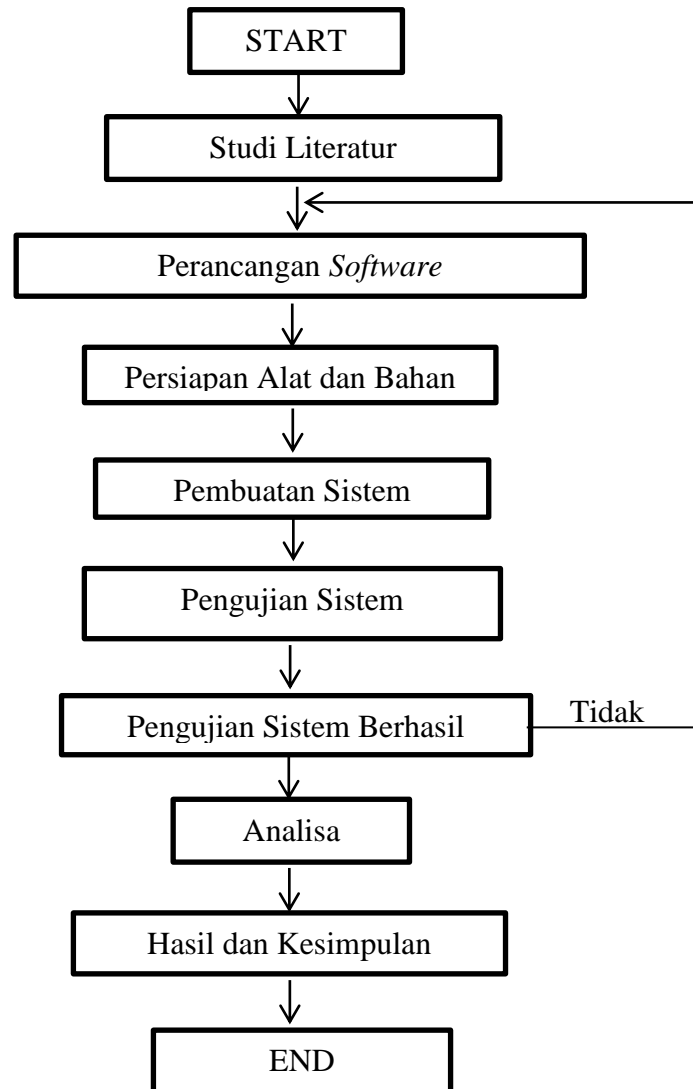 START
Studi Literatur
Perancangan Software
Persiapan Alat dan Bahan
Pembuatan Sistem
Pengujian Sistem
Pengujian Sistem Berhasil
Tidak
Analisa
Hasil dan Kesimpulan
END